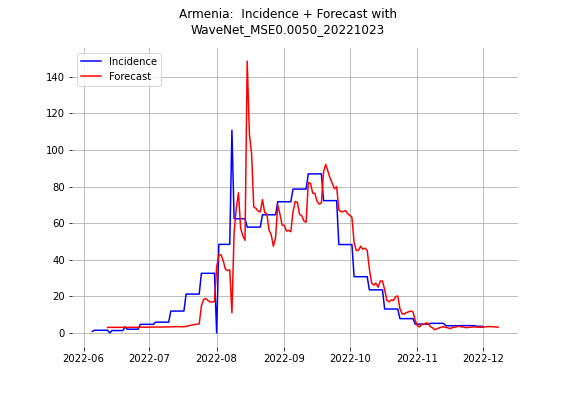 Armenia:  Incidence + Forecast with
WaveNet_MSE0.0050_20221023
Incidence
Forecast
140
120
100
80
60
40
20
0
2022-06 2022-07 2022-08 2022-09 2022-10 2022-11 2022-12